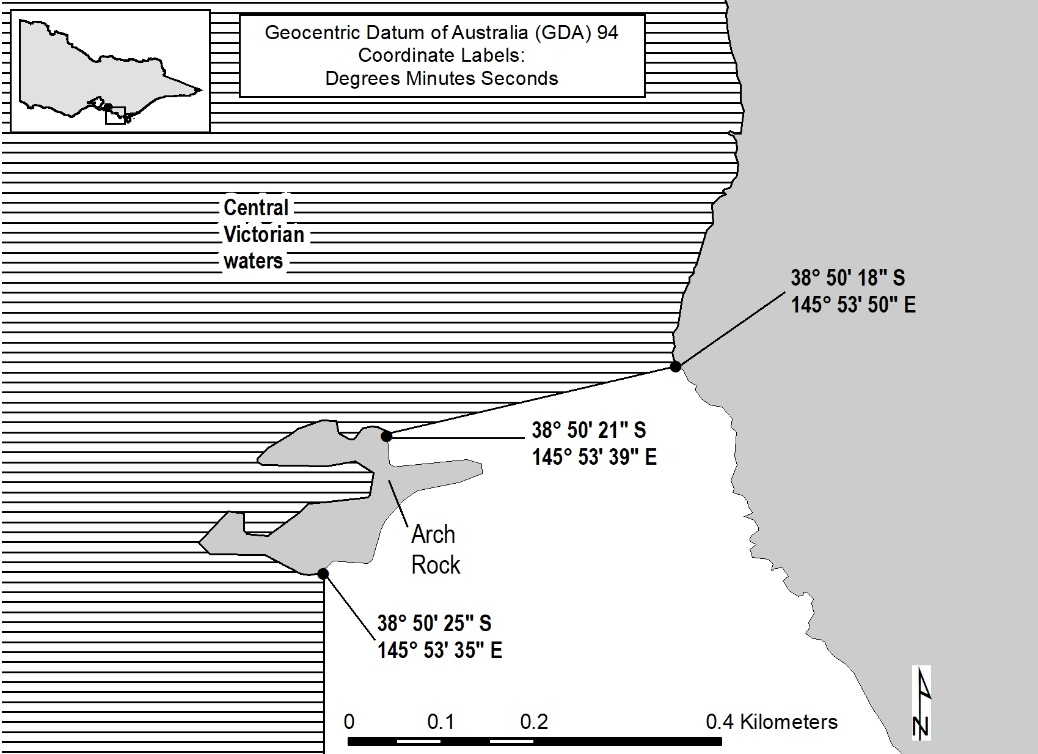 Geocentric Datum of Australia (GDA) 94
Coordinate Labels:
Degrees Minutes Seconds
Central
Victorian
waters
38° 50' 18" S
145° 53' 50" E
38° 50' 21" S
145° 53' 39" E
Arch
Rock
38° 50' 25" S
145° 53' 35" E
0 0.1 0.2 0.4 Kilometers
N